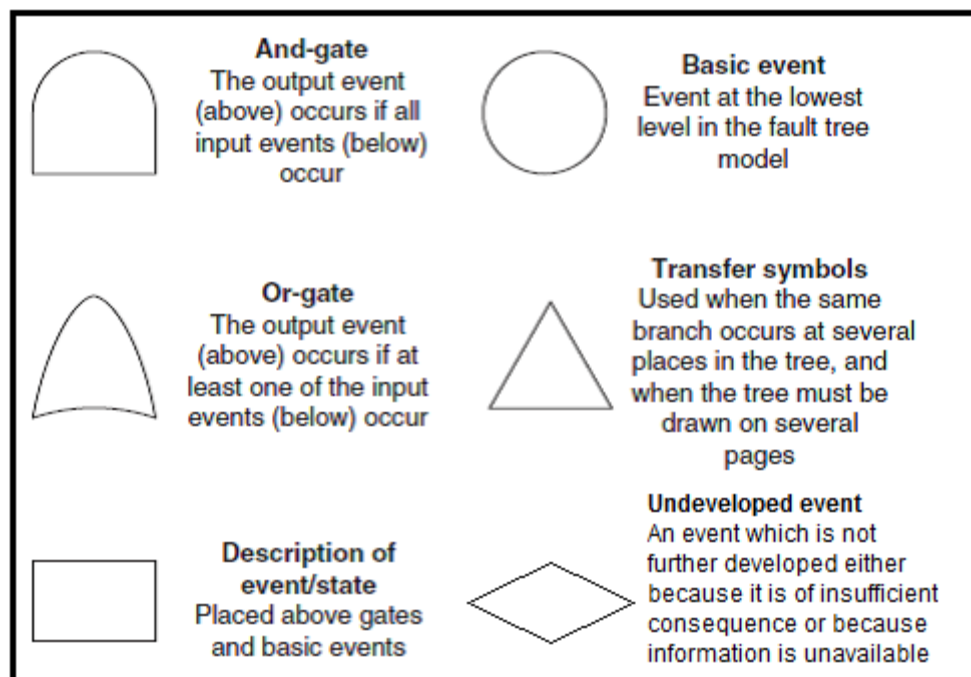 And-gate
The output event
(above) occurs if all
input events (below)
occur
Basic event
Event at the lowest
level in the fault tree
model
Or-gate
The output event
(above) occurs if at
least one of the input
events (below) occur
Transfer symbols
Used when the same
branch occurs at several
places in the tree, and
when the tree must be
drawn on several
pages
Description of
event/state
Placed above gates
and basic events
Undeveloped event
An event which is not
further developed either
because it is of insufficient
consequence or because
information is unavailable